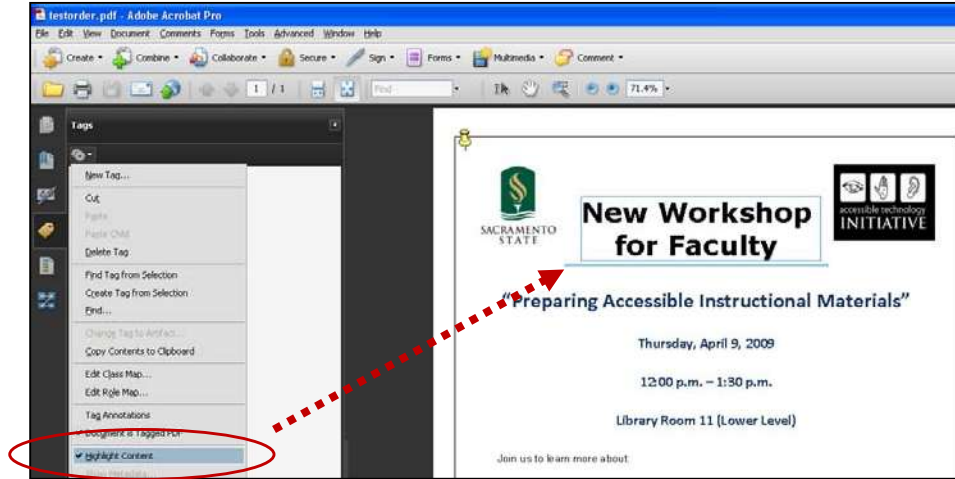 testorder.pdf - Adobe Acrobat Pro
File Edit View Document Comments Forms Tools Advanced Window Help
Create Combine Collaborate Secure Sign Forms Multimedia Comment
1 / 1 Find 71.4%
Tags
New Tag...
Cut
Paste
Paste Child
Delete Tag
Find Tag from Selection
Create Tag from Selection
Find...
Change Tag to Artifact...
Copy Contents to Clipboard
Edit Class Map...
Edit Role Map...
Tag Annotations
Document is Tagged PDF
Highlight Content
Show Metadata...
SACRAMENTO
STATE
New Workshop
for Faculty
accessible technology
INITIATIVE
"Preparing Accessible Instructional Materials"
Thursday, April 9, 2009
12:00 p.m. – 1:30 p.m.
Library Room 11 (Lower Level)
Join us to learn more about